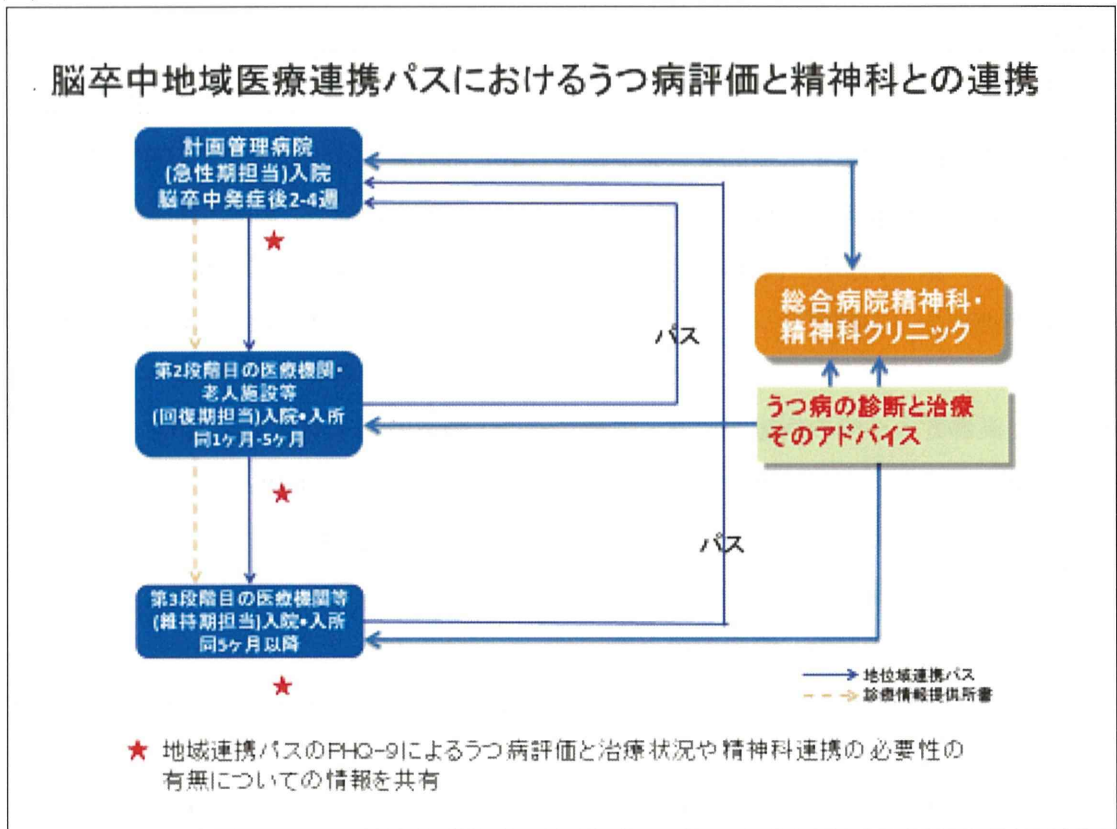 脳卒中地域医療連携パスにおけるうつ病評価と精神科との連携
計画管理病院
(急性期担当)入院
脳卒中発症後2-4週
総合病院精神科・
精神科クリニック
パス
第2段階目の医療機関・
老人施設等
(回復期担当)入院•入所
同1ヶ月-5ヶ月
うつ病の診断と治療
そのアドバイス
パス
第3段階目の医療機関等
(維持期担当)入院•入所
同5ヶ月以降
地位域連携パス
診療情報提供所書
★ 地域連携パスのPHQ-9によるうつ病評価と治療状況や精神科連携の必要性の
有無についての情報を共有